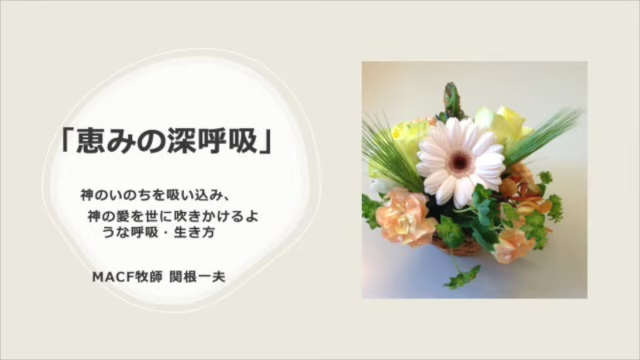 「恵みの深呼吸」
神のいのちを吸い込み、
神の愛を世に吹きかけるよ
うな呼吸・生き方
MACF牧師 関根一夫